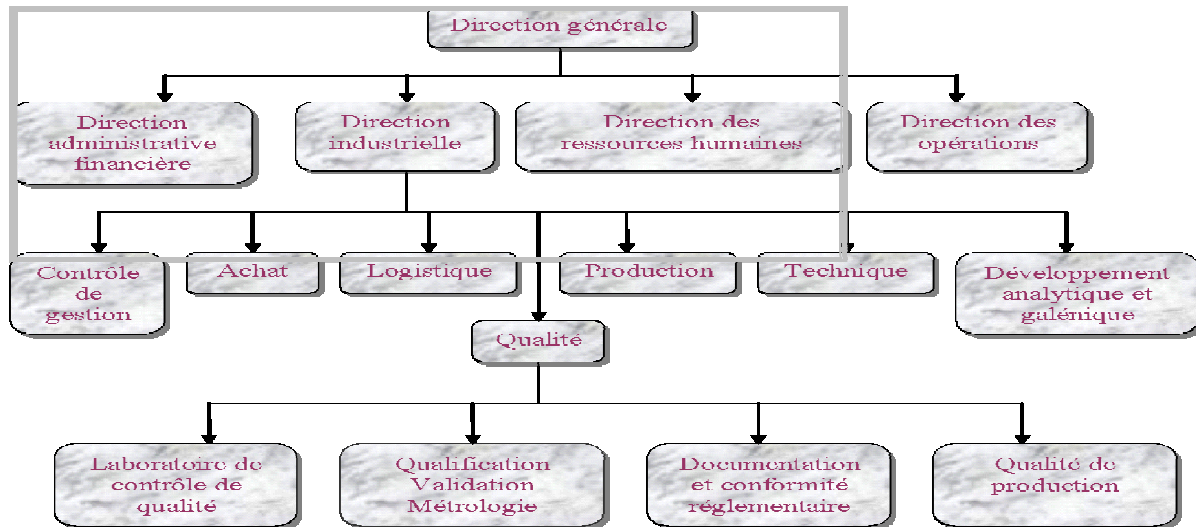 Direction générale
Direction
administrative
financière
Direction
industrielle
Direction des
ressources humaines
Direction des
opérations
Contrôle
de
gestion
Achat
Logistique
Production
Technique
Développement
analytique et
galénique
Qualité
Laboratoire de
contrôle de
qualité
Qualification
Validation
Métrologie
Documentation
et conformité
réglementaire
Qualité de
production